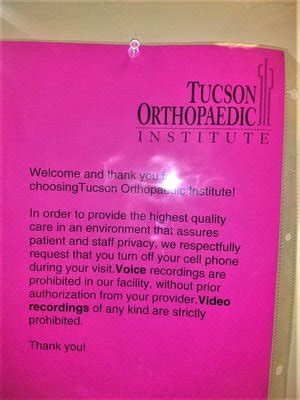 TUCSON
ORTHOPAEDIC
INSTITUTE
Welcome and thank you for
choosingTucson Orthopaedic Institute!
In order to provide the highest quality
care in an environment that assures
patient and staff privacy, we respectfully
request that you turn off your cell phone
during your visit.Voice recordings are
prohibited in our facility, without prior
authorization from your provider.Video
recordings of any kind are strictly
prohibited.
Thank you!